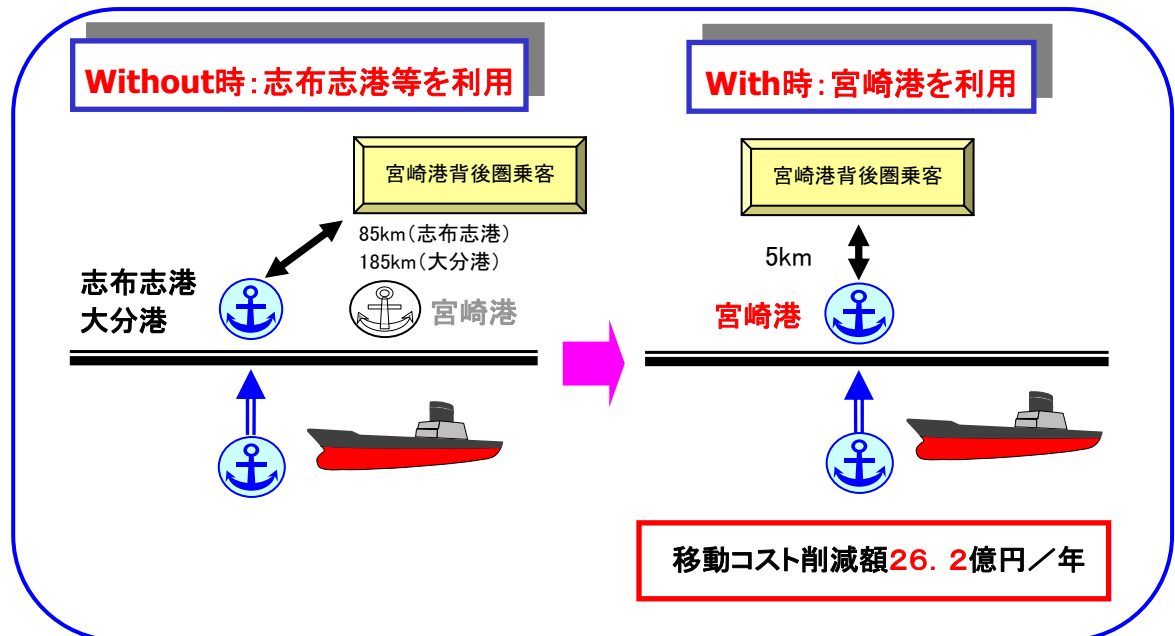 Without時：志布志港等を利用
宮崎港背後圏乗客
85km（志布志港）
185km（大分港）
志布志港
大分港
宮崎港
With時：宮崎港を利用
宮崎港背後圏乗客
5km
宮崎港
移動コスト削減額２６．２億円／年